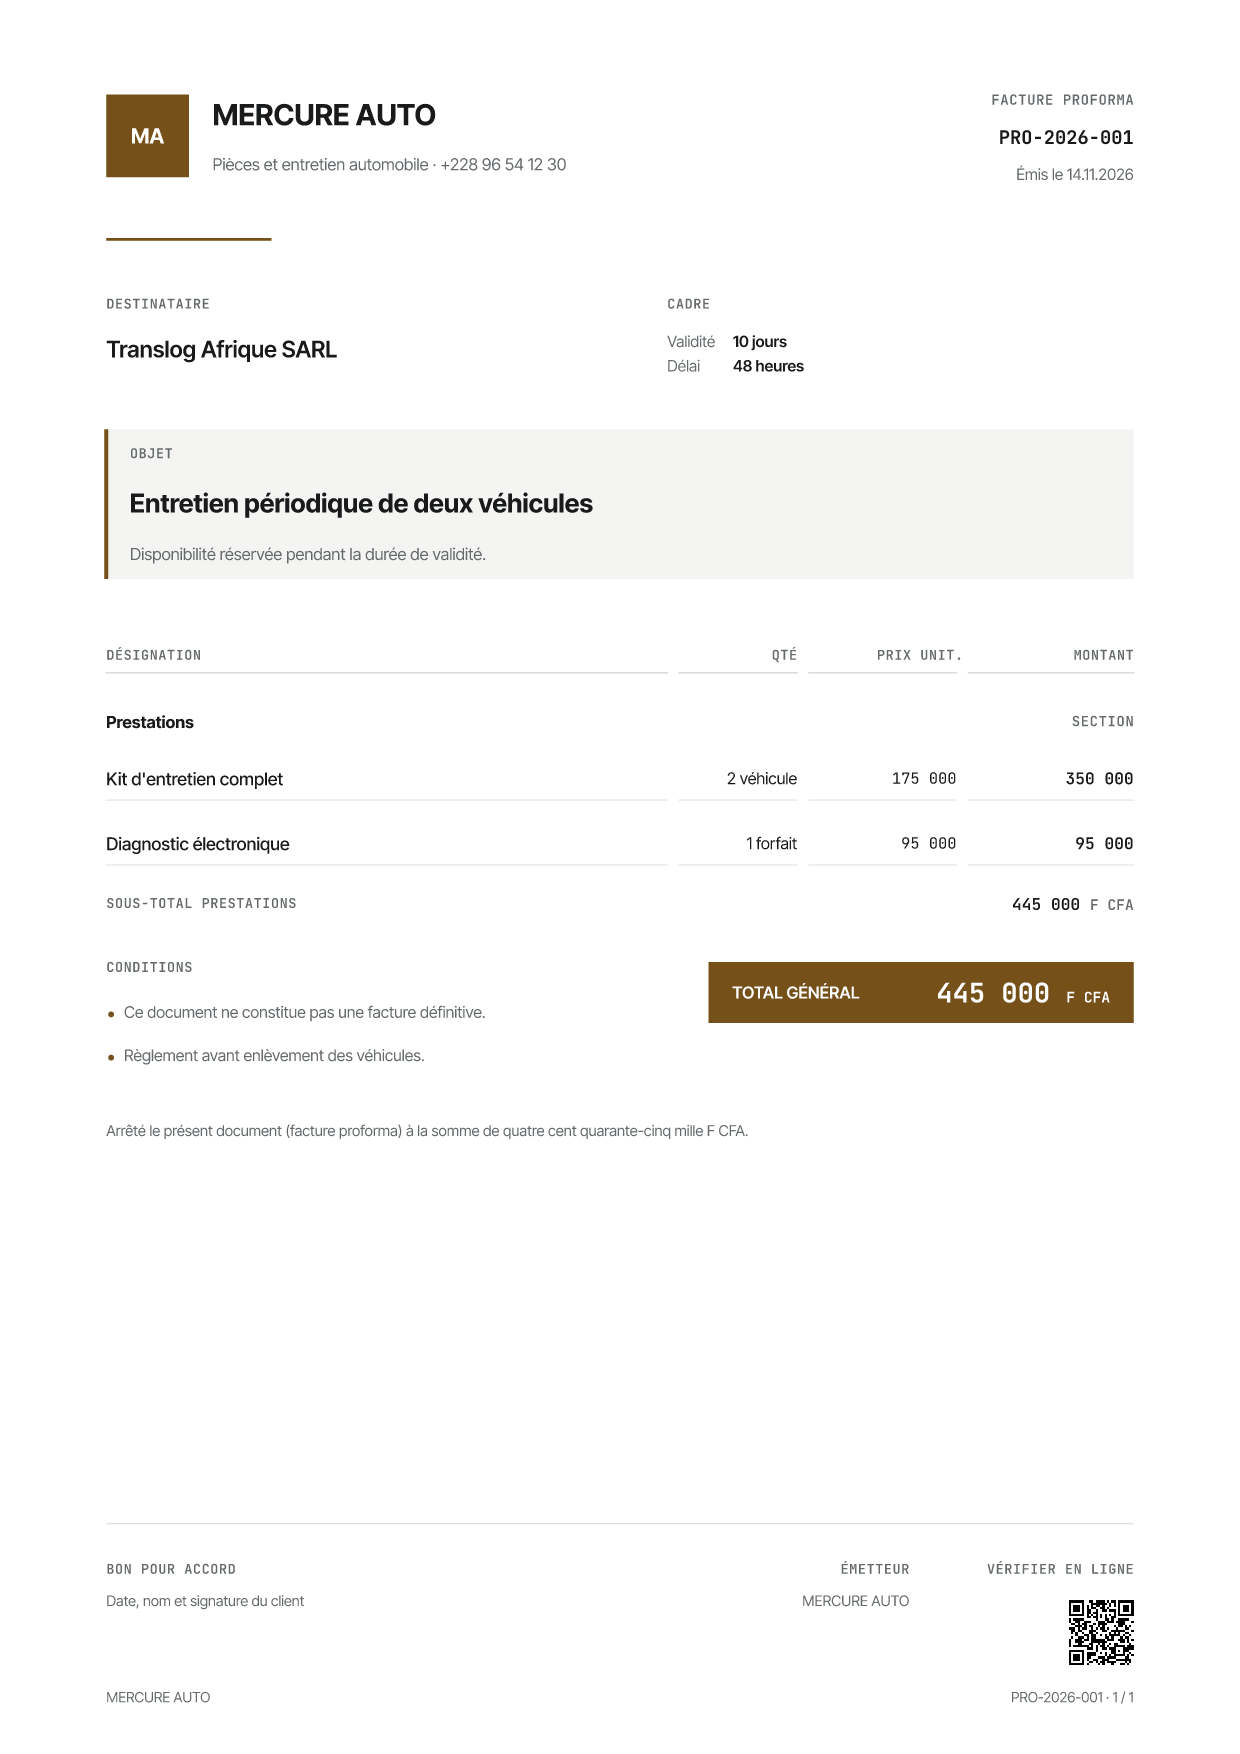 MA
MERCURE AUTO
Pièces et entretien automobile · +228 96 54 12 30
FACTURE PROFORMA
PRO-2026-001
Émis le 14.11.2026
DESTINATAIRE
Translog Afrique SARL
CADRE
Validité 10 jours
Délai 48 heures
OBJET
Entretien périodique de deux véhicules
Disponibilité réservée pendant la durée de validité.
DÉSIGNATION QTÉ PRIX UNIT. MONTANT
Prestations SECTION
Kit d'entretien complet 2 véhicule 175 000 350 000
Diagnostic électronique 1 forfait 95 000 95 000
SOUS-TOTAL PRESTATIONS 445 000 F CFA
CONDITIONS
• Ce document ne constitue pas une facture définitive.
• Règlement avant enlèvement des véhicules.
TOTAL GÉNÉRAL 445 000 F CFA
Arrêté le présent document (facture proforma) à la somme de quatre cent quarante-cinq mille F CFA.
BON POUR ACCORD
Date, nom et signature du client
ÉMETTEUR
MERCURE AUTO
VÉRIFIER EN LIGNE
MERCURE AUTO PRO-2026-001 · 1 / 1